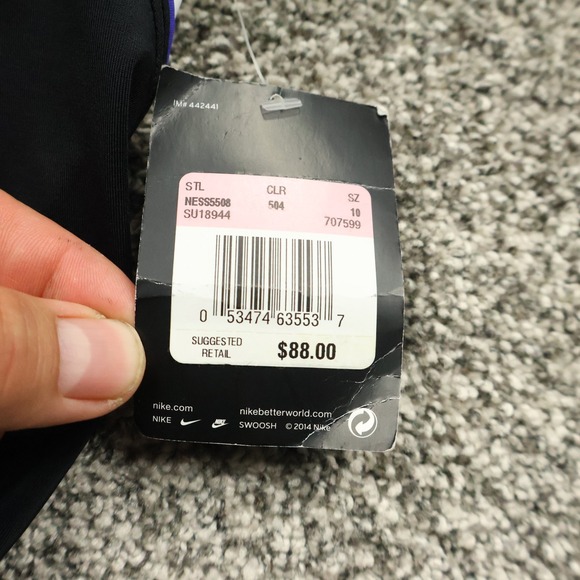 IM# 442441
STL CLR SZ
NESS5508 504 10
SU18944 707599
0 53474 63553 7
SUGGESTED
RETAIL $88.00
nike.com nikebetterworld.com
NIKE SWOOSH © 2014 Nike